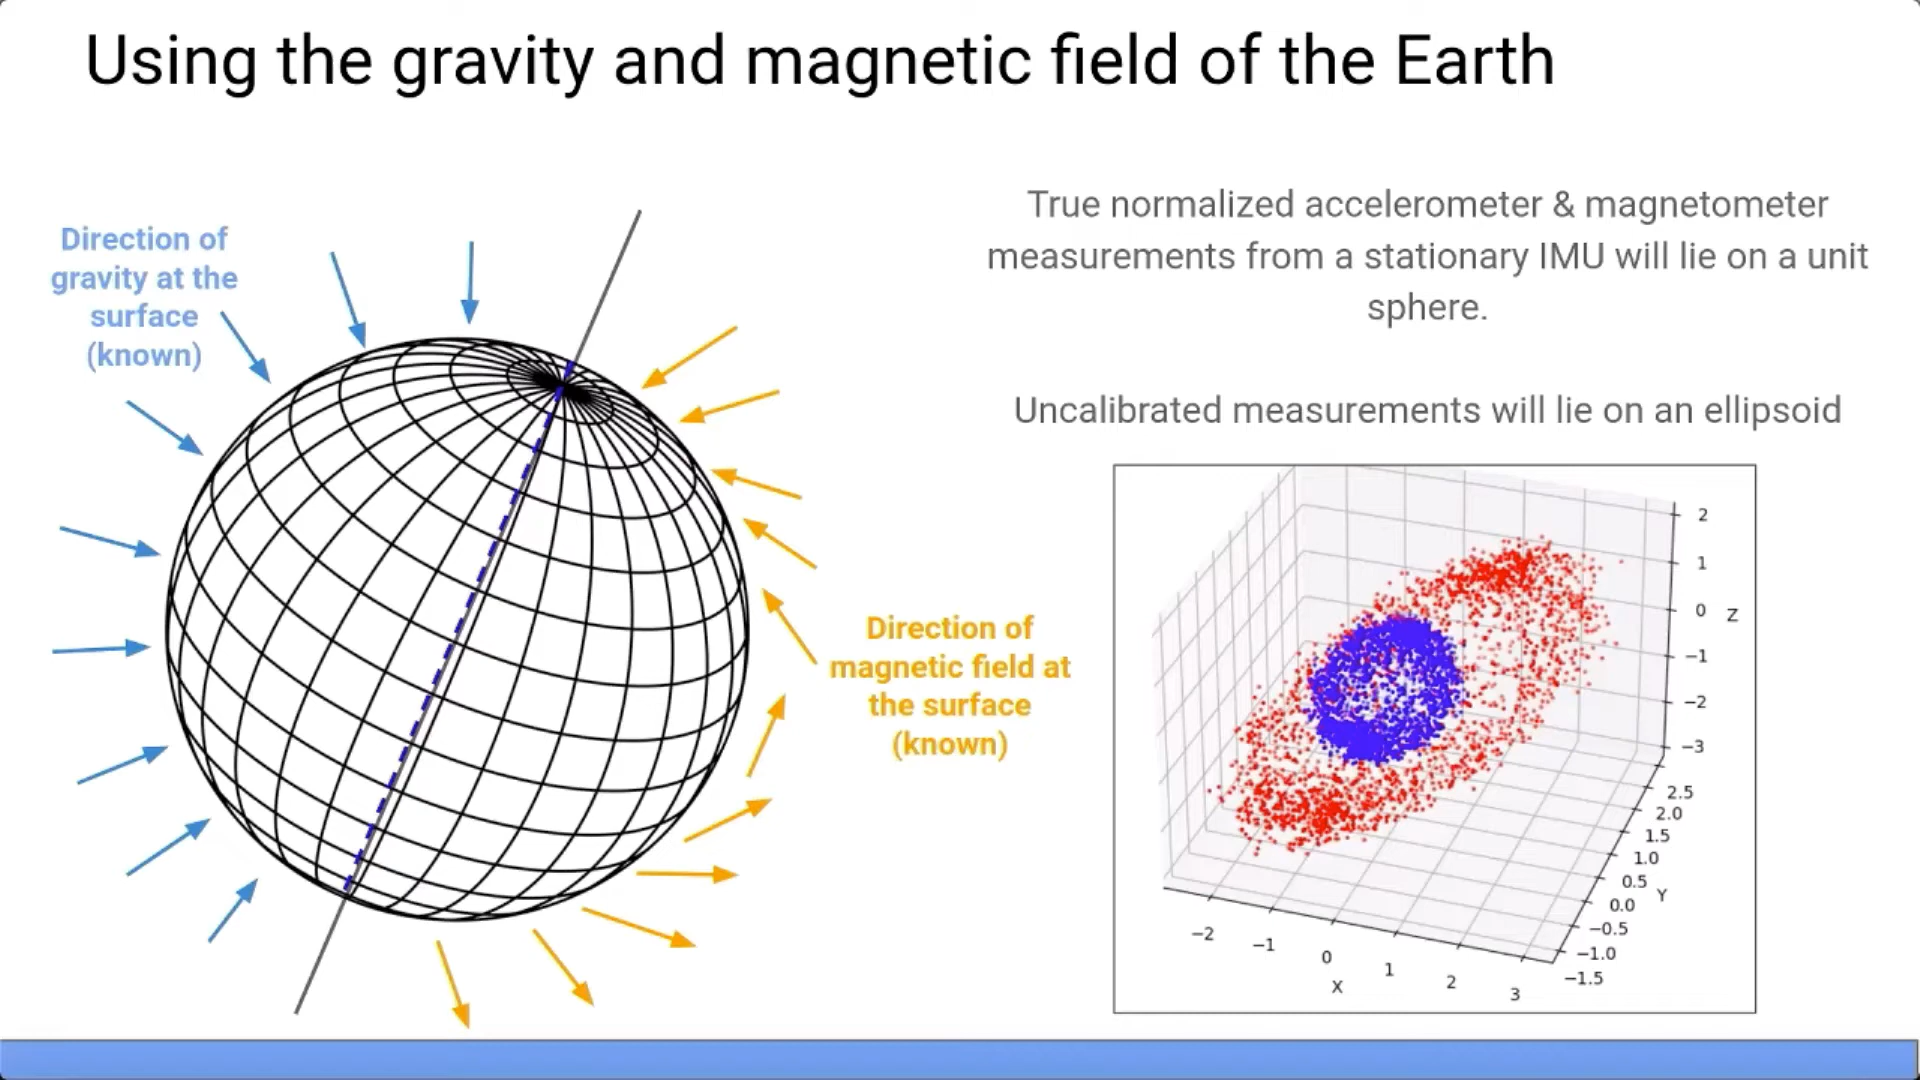 Using the gravity and magnetic field of the Earth
Direction of
gravity at the
surface
(known)
True normalized accelerometer & magnetometer
measurements from a stationary IMU will lie on a unit
sphere.
Uncalibrated measurements will lie on an ellipsoid
Direction of
magnetic field at
the surface
(known)
2
1
0
Z
−1
−2
−3
2.5
2.0
1.5
1.0
0.5
Y
0.0
−0.5
−1.0
−1.5
−2
−1
0
1
2
3
X